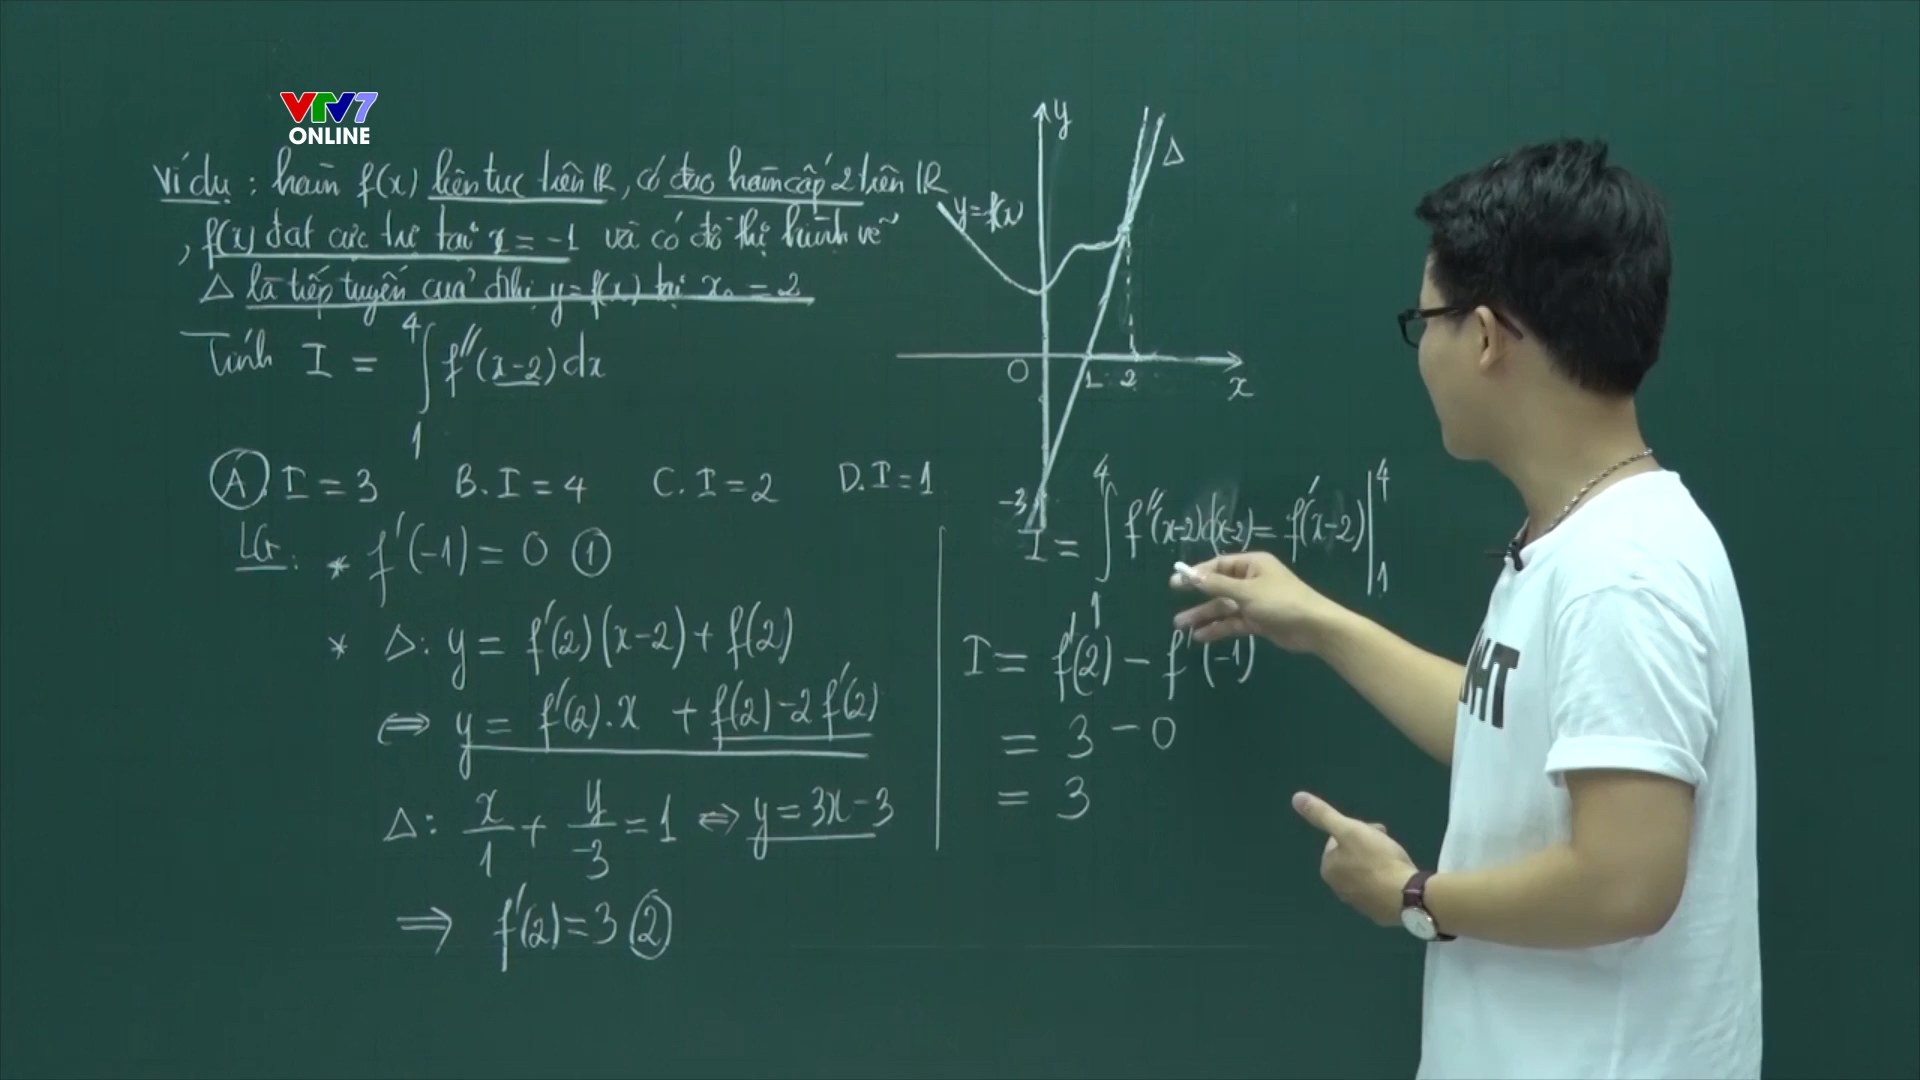 VTV7
ONLINE
Ví dụ: hàm f(x) liên tục trên R, có đạo hàm cấp 2 trên R
, f(x) đạt cực trị tại x = -1 và có đồ thị hình vẽ
Δ là tiếp tuyến của đthị y=f(x) tại x₀ = 2
Tính I = ∫₁⁴ f''(x-2)dx
A. I = 3 B. I = 4 C. I = 2 D. I = 1
LG: * f'(-1) = 0 ①
* Δ: y = f'(2)(x-2) + f(2)
⇔ y = f'(2).x + f(2) - 2f'(2)
Δ: x/1 + y/-3 = 1 ⇔ y = 3x - 3
⇒ f'(2) = 3 ②
y
Δ
y=f(x)
O 1 2 x
-3
I = ∫₁⁴ f''(x-2)d(x-2) = f'(x-2)|₁⁴
I = f'(2) - f'(-1)
= 3 - 0
= 3
HT